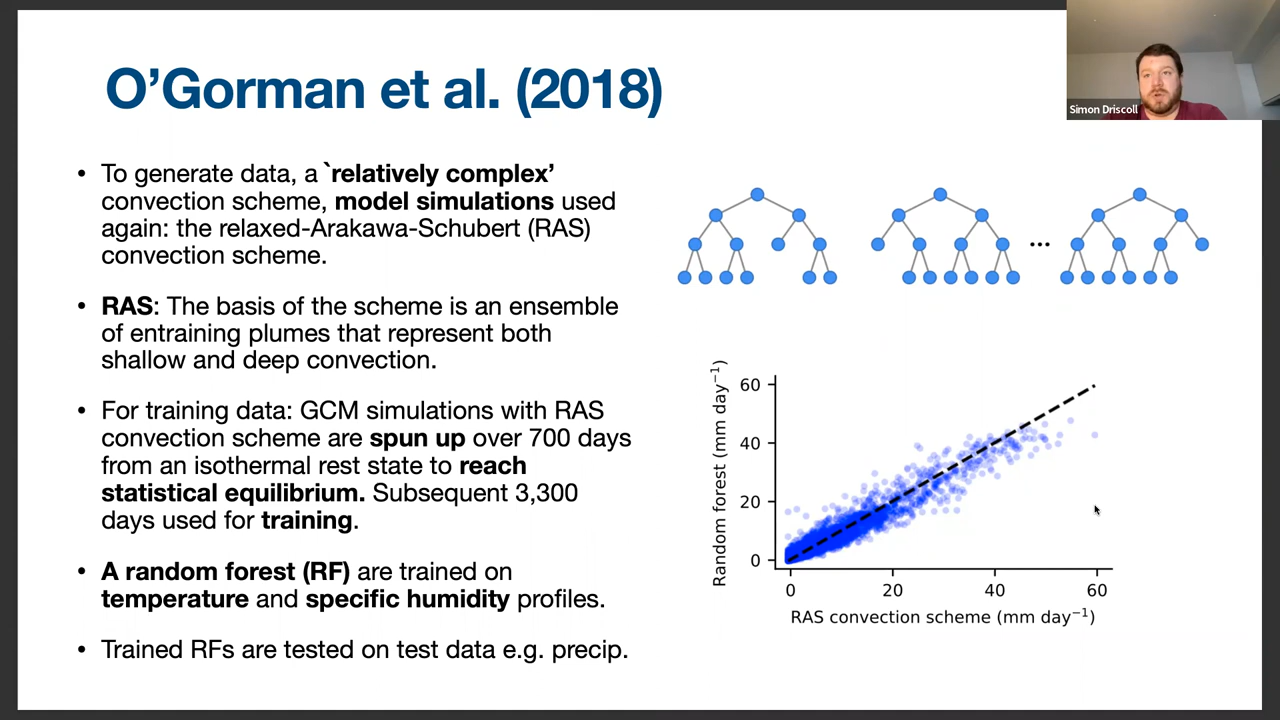 O’Gorman et al. (2018)
Simon Driscoll
• To generate data, a `relatively complex’
convection scheme, model simulations used
again: the relaxed-Arakawa-Schubert (RAS)
convection scheme.
• RAS: The basis of the scheme is an ensemble
of entraining plumes that represent both
shallow and deep convection.
• For training data: GCM simulations with RAS
convection scheme are spun up over 700 days
from an isothermal rest state to reach
statistical equilibrium. Subsequent 3,300
days used for training.
• A random forest (RF) are trained on
temperature and specific humidity profiles.
• Trained RFs are tested on test data e.g. precip.
...
Random forest (mm day⁻¹)
60
40
20
0
0 20 40 60
RAS convection scheme (mm day⁻¹)